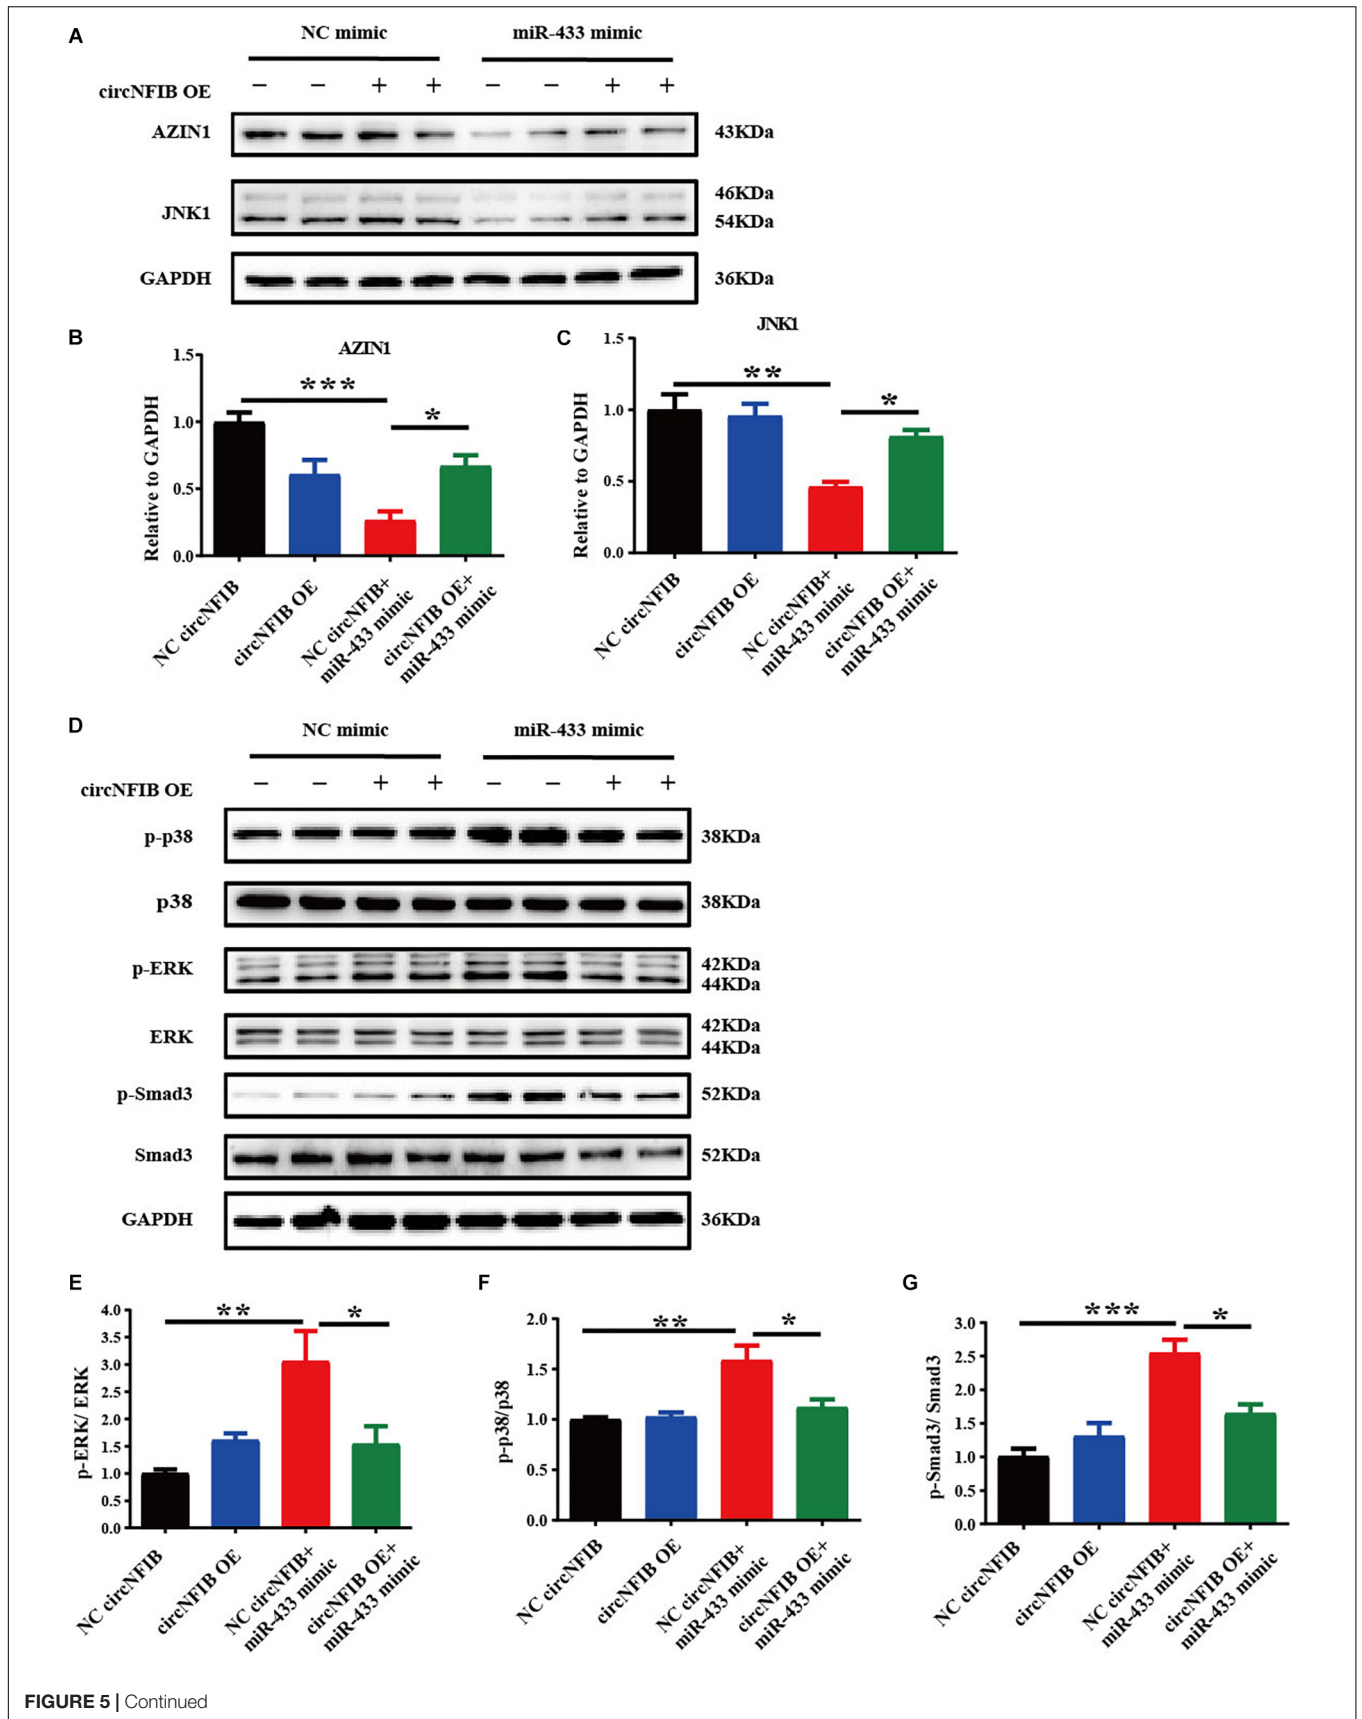 A
NC mimic miR-433 mimic
circNFIB OE − − + + − − + +
AZIN1 43KDa
JNK1 46KDa
54KDa
GAPDH 36KDa
B
AZIN1
Relative to GAPDH
1.5
1.0
0.5
0.0
***
*
NC circNFIB
circNFIB OE
NC circNFIB+
miR-433 mimic
circNFIB OE+
miR-433 mimic
C
JNK1
Relative to GAPDH
1.5
1.0
0.5
0.0
**
*
NC circNFIB
circNFIB OE
NC circNFIB+
miR-433 mimic
circNFIB OE+
miR-433 mimic
D
NC mimic miR-433 mimic
circNFIB OE − − + + − − + +
p-p38 38KDa
p38 38KDa
p-ERK 42KDa
44KDa
ERK 42KDa
44KDa
p-Smad3 52KDa
Smad3 52KDa
GAPDH 36KDa
E
p-ERK/ ERK
4.0
3.5
3.0
2.5
2.0
1.5
1.0
0.5
0.0
**
*
NC circNFIB
circNFIB OE
NC circNFIB+
miR-433 mimic
circNFIB OE+
miR-433 mimic
F
p-p38/p38
2.0
1.5
1.0
0.5
0.0
**
*
NC circNFIB
circNFIB OE
NC circNFIB+
miR-433 mimic
circNFIB OE+
miR-433 mimic
G
p-Smad3/ Smad3
3.0
2.5
2.0
1.5
1.0
0.5
0.0
***
*
NC circNFIB
circNFIB OE
NC circNFIB+
miR-433 mimic
circNFIB OE+
miR-433 mimic
FIGURE 5 | Continued